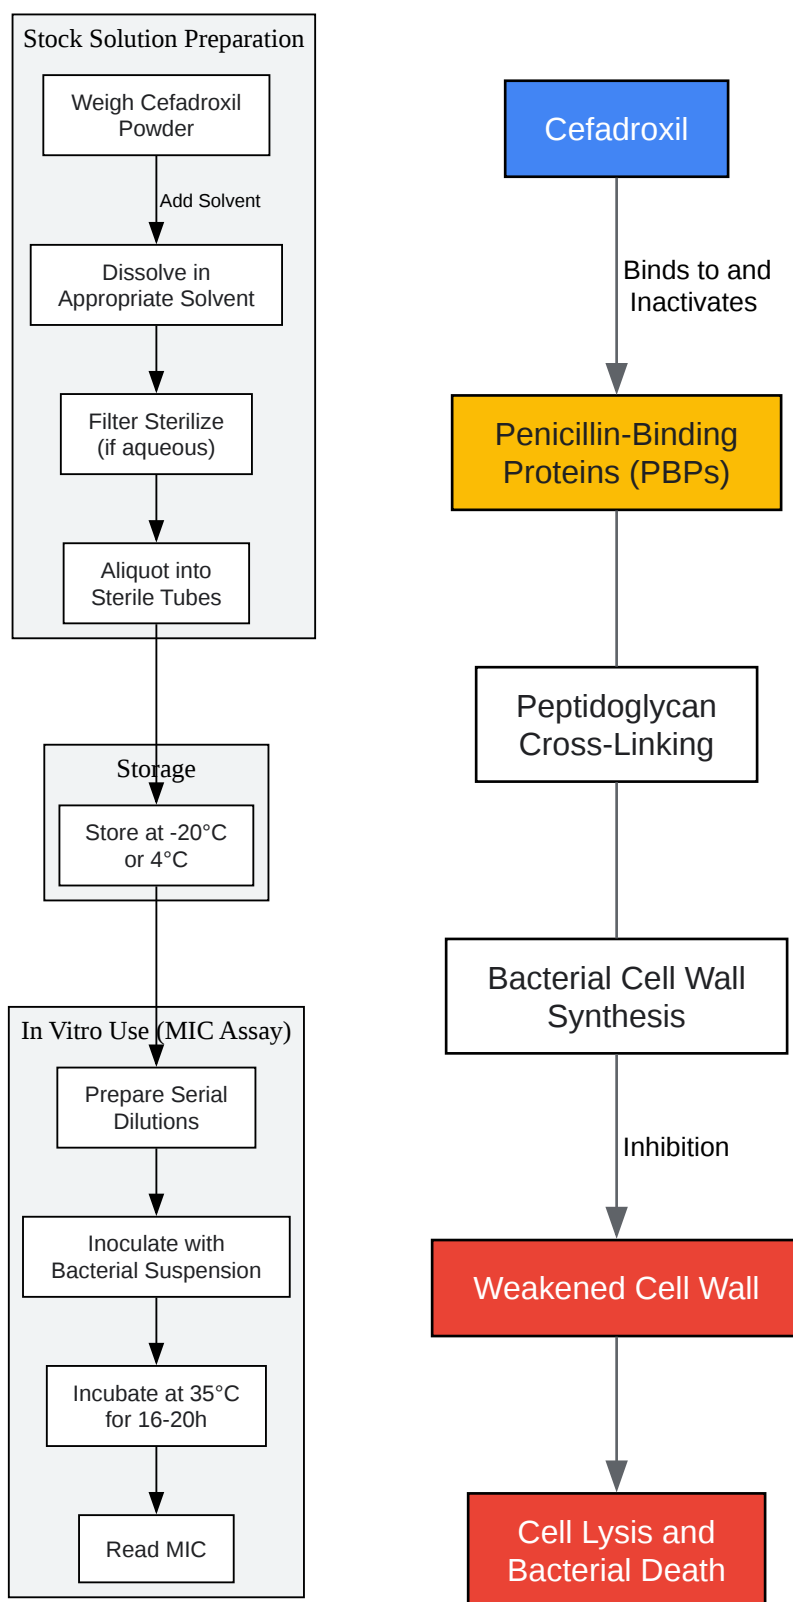 Stock Solution Preparation
Weigh Cefadroxil
Powder
Add Solvent
Dissolve in
Appropriate Solvent
Filter Sterilize
(if aqueous)
Aliquot into
Sterile Tubes
Storage
Store at -20°C
or 4°C
In Vitro Use (MIC Assay)
Prepare Serial
Dilutions
Inoculate with
Bacterial Suspension
Incubate at 35°C
for 16-20h
Read MIC
Cefadroxil
Binds to and
Inactivates
Penicillin-Binding
Proteins (PBPs)
Peptidoglycan
Cross-Linking
Bacterial Cell Wall
Synthesis
Inhibition
Weakened Cell Wall
Cell Lysis and
Bacterial Death